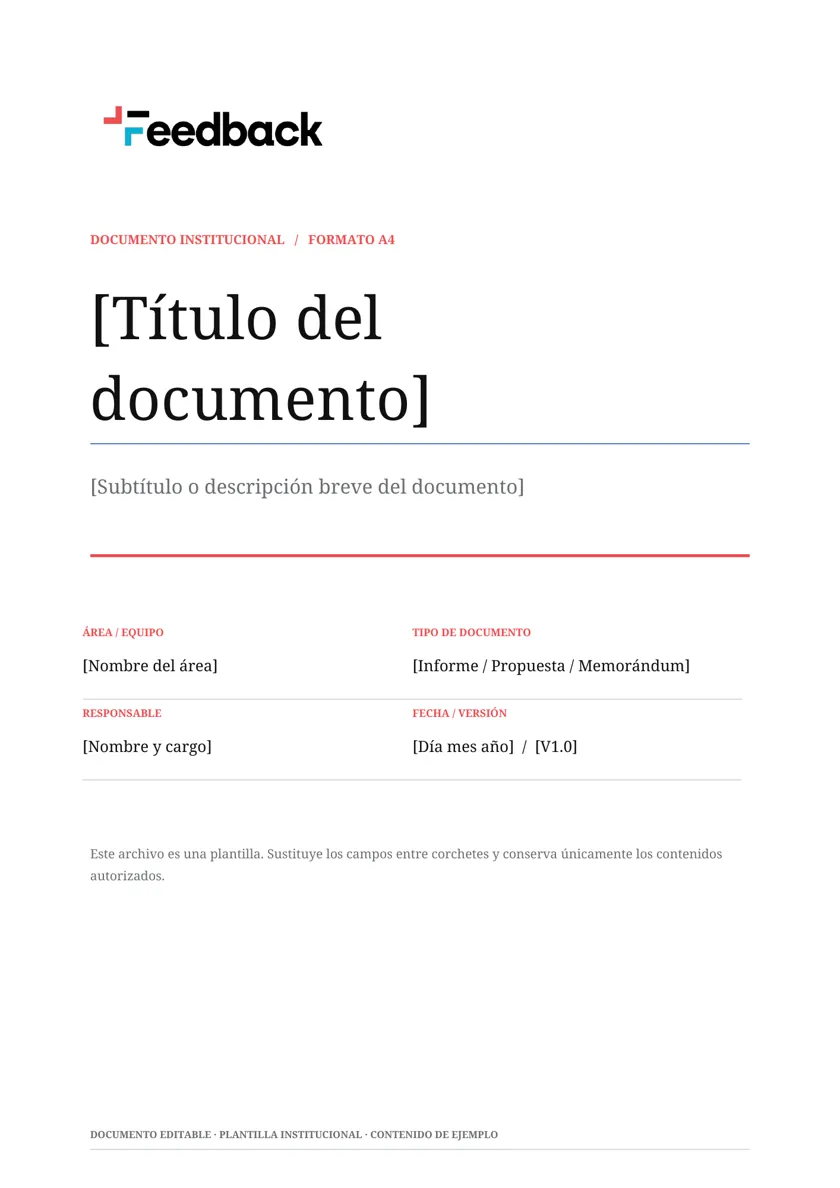 Feedback
DOCUMENTO INSTITUCIONAL / FORMATO A4
[Título del
documento]
[Subtítulo o descripción breve del documento]
ÁREA / EQUIPO
[Nombre del área]
TIPO DE DOCUMENTO
[Informe / Propuesta / Memorándum]
RESPONSABLE
[Nombre y cargo]
FECHA / VERSIÓN
[Día mes año] / [V1.0]
Este archivo es una plantilla. Sustituye los campos entre corchetes y conserva únicamente los contenidos
autorizados.
DOCUMENTO EDITABLE · PLANTILLA INSTITUCIONAL · CONTENIDO DE EJEMPLO